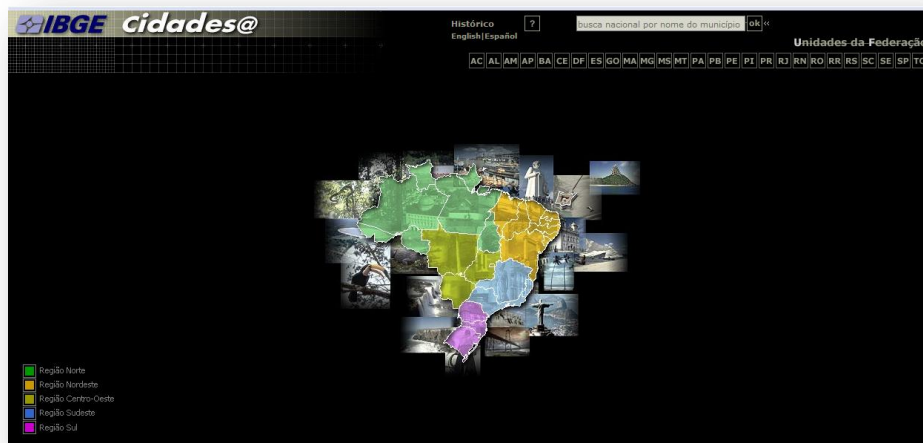 IBGE Cidades@
Histórico ?
English|Español
busca nacional por nome do município ok «
Unidades da Federação
AC AL AM AP BA CE DF ES GO MA MG MS MT PA PB PE PI PR RJ RN RO RR RS SC SE SP TO
Região Norte
Região Nordeste
Região Centro-Oeste
Região Sudeste
Região Sul